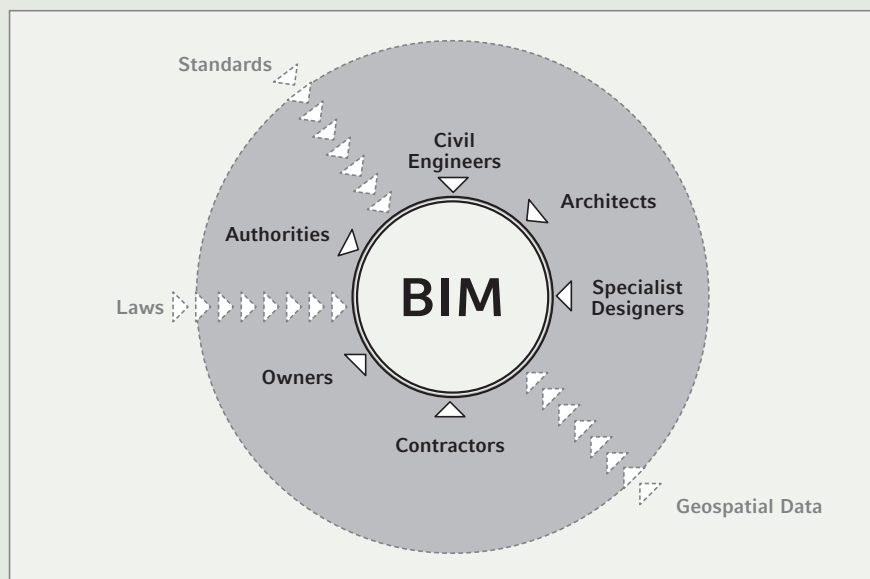 Standards
Civil
Engineers
Architects
Authorities
BIM
Specialist
Designers
Laws
Owners
Contractors
Geospatial Data